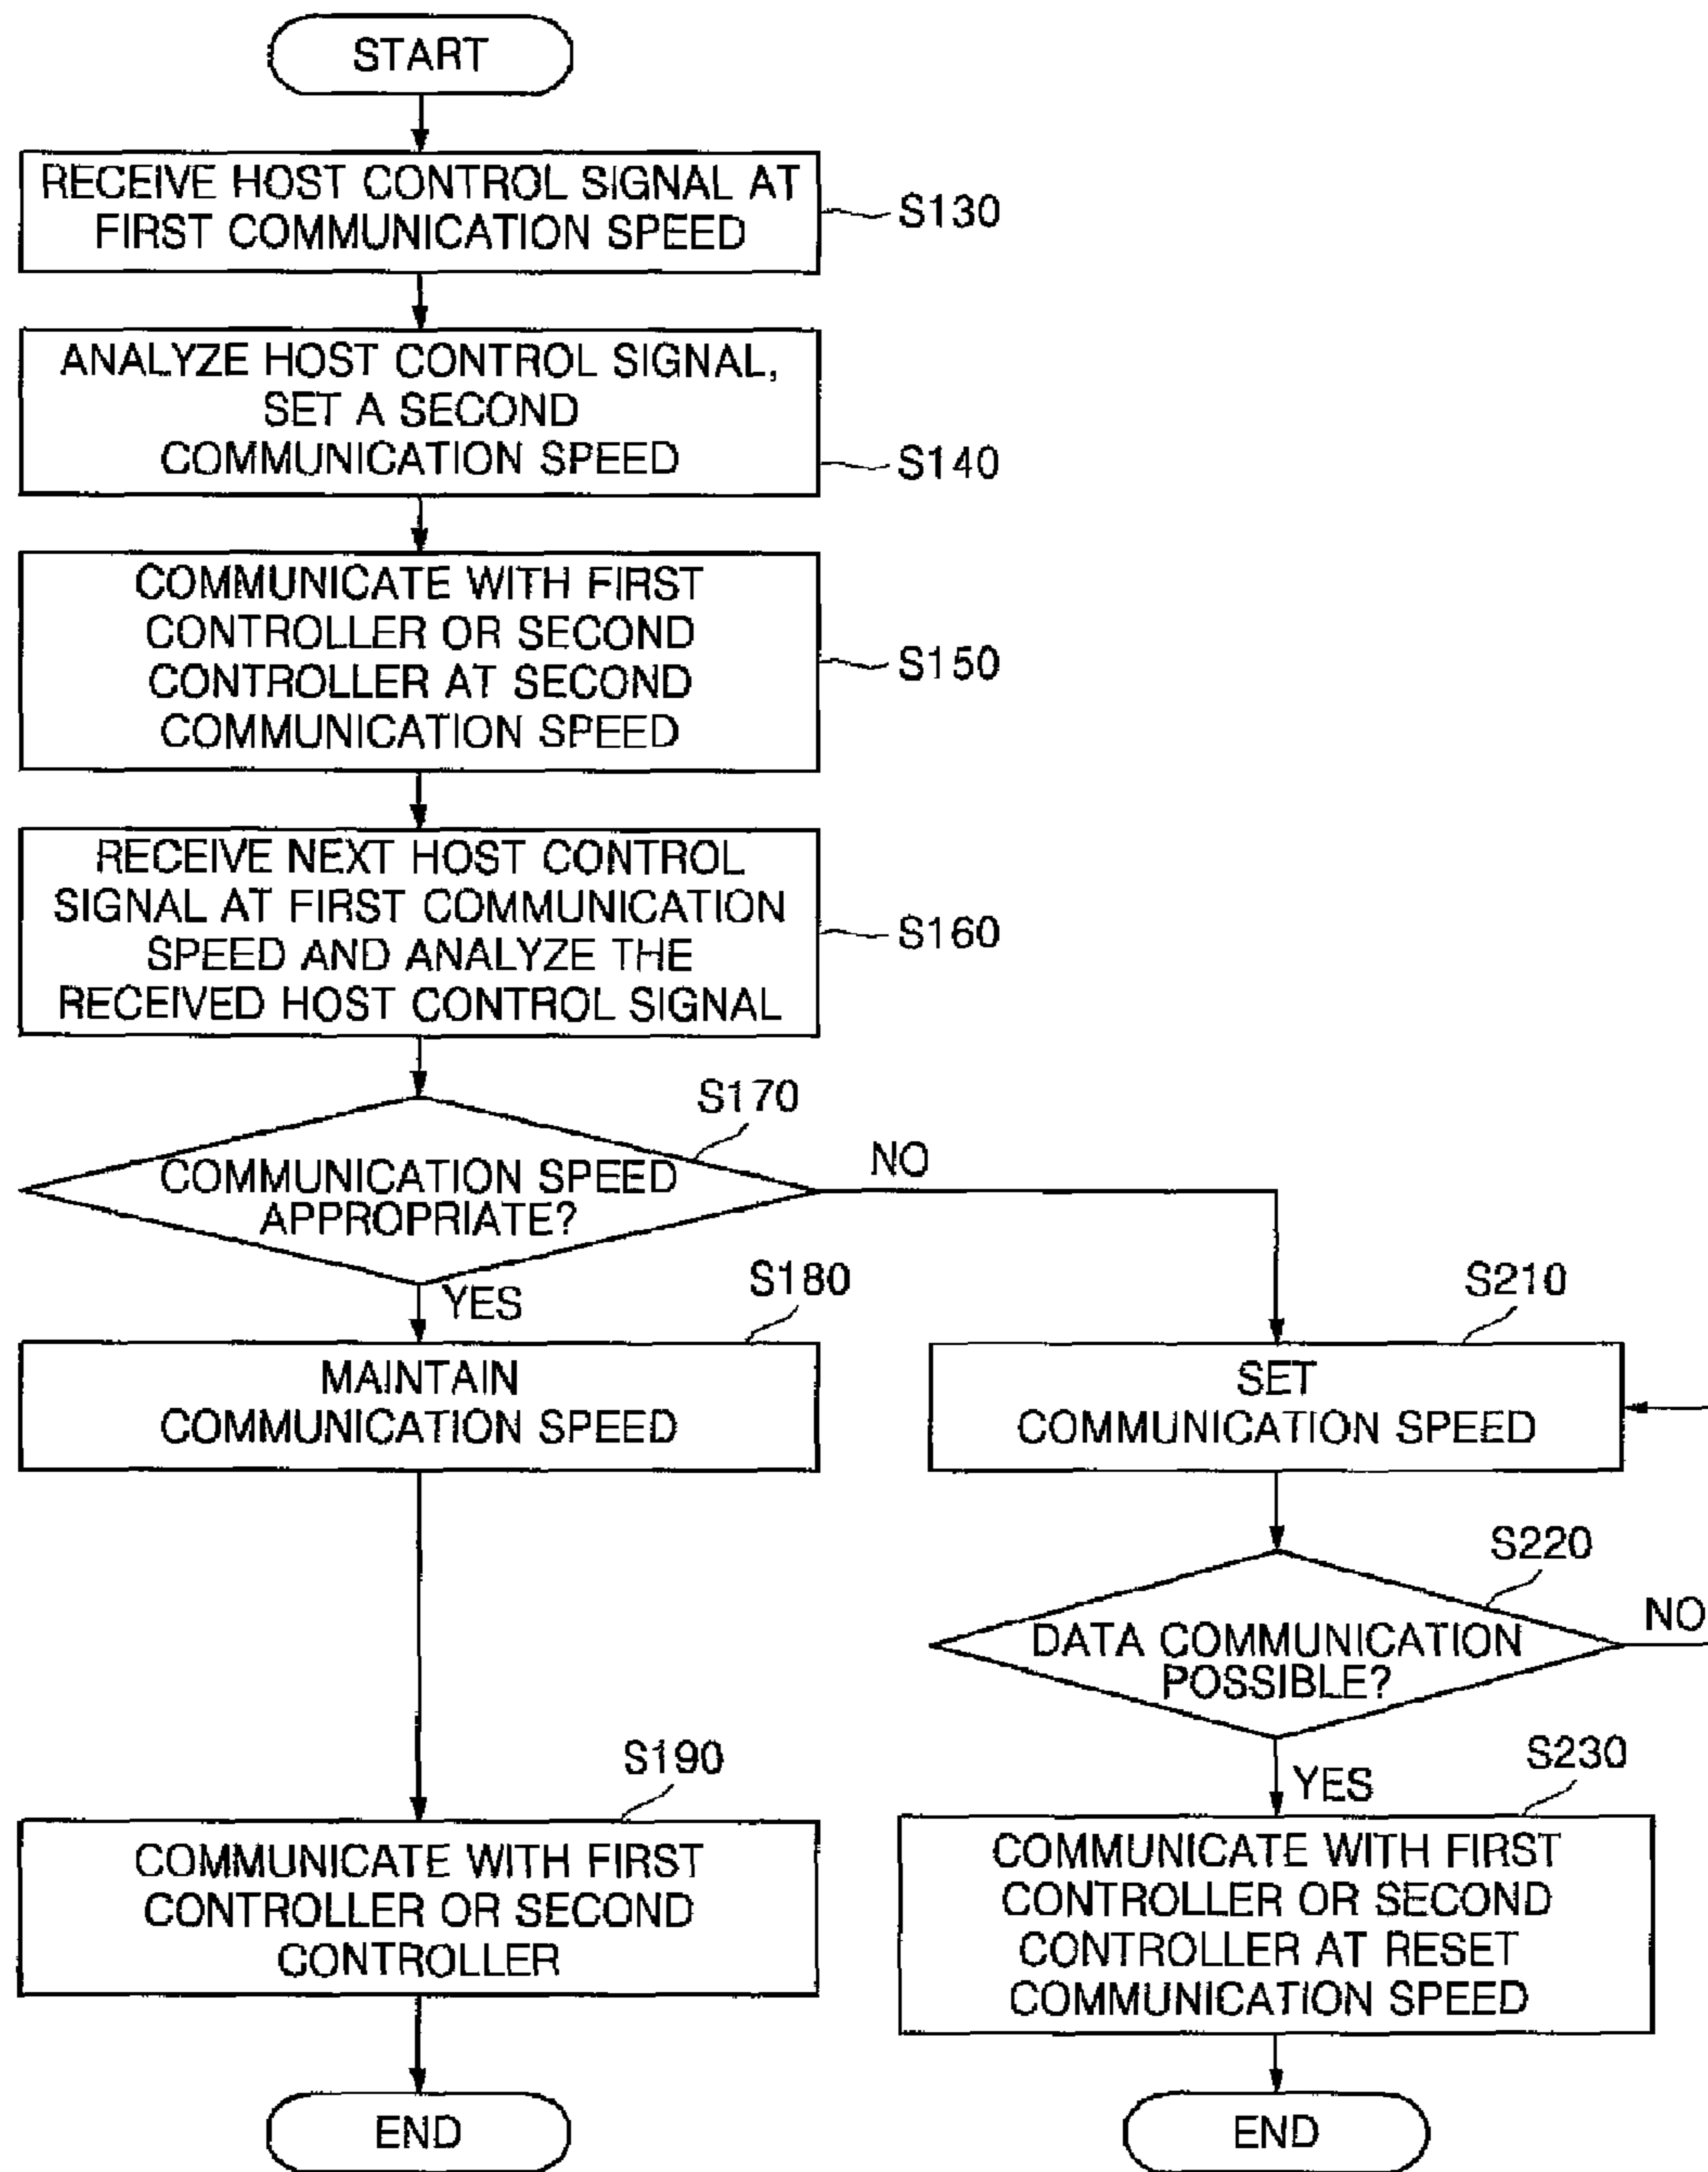 START
RECEIVE HOST CONTROL SIGNAL AT
FIRST COMMUNICATION SPEED
S130
ANALYZE HOST CONTROL SIGNAL,
SET A SECOND
COMMUNICATION SPEED
S140
COMMUNICATE WITH FIRST
CONTROLLER OR SECOND
CONTROLLER AT SECOND
COMMUNICATION SPEED
S150
RECEIVE NEXT HOST CONTROL
SIGNAL AT FIRST COMMUNICATION
SPEED AND ANALYZE THE
RECEIVED HOST CONTROL SIGNAL
S160
S170
COMMUNICATION SPEED
APPROPRIATE?
NO
YES
S180
MAINTAIN
COMMUNICATION SPEED
S190
COMMUNICATE WITH FIRST
CONTROLLER OR SECOND
CONTROLLER
END
S210
SET
COMMUNICATION SPEED
S220
DATA COMMUNICATION
POSSIBLE?
NO
YES
S230
COMMUNICATE WITH FIRST
CONTROLLER OR SECOND
CONTROLLER AT RESET
COMMUNICATION SPEED
END